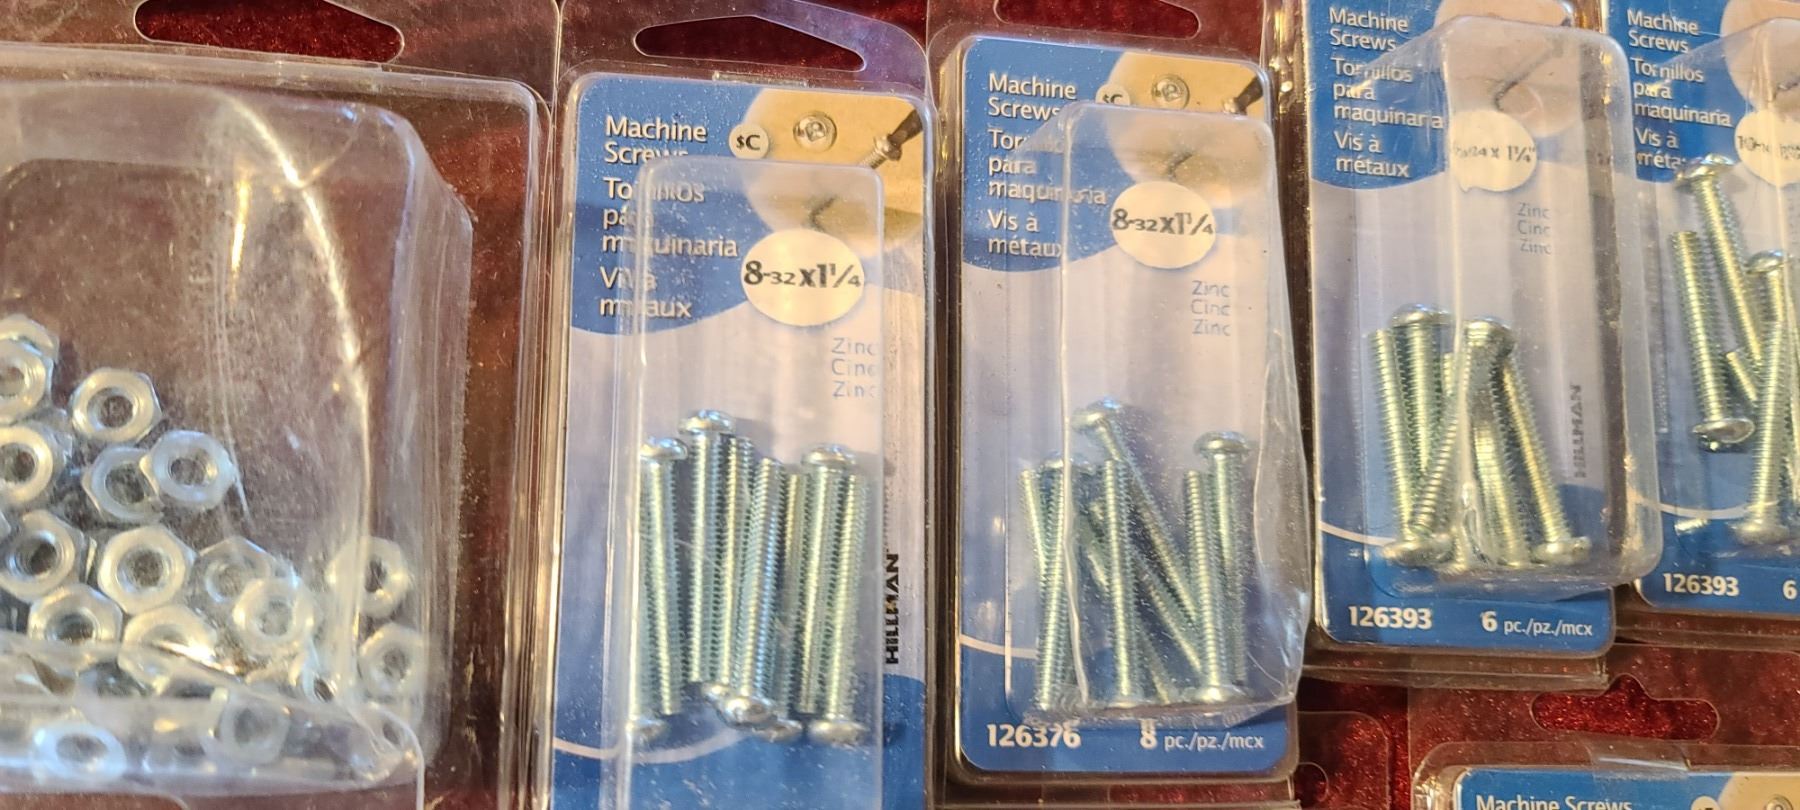 Machine
Screws
$C
Tornillos
para
maquinaria
Vis à
métaux
8-32x1¼
Zinc
Cinc
Zinc
HILLMAN
Machine
Screws
$C
Tornillos
para
maquinaria
Vis à
métaux
8-32x1¼
Zinc
Cinc
Zinc
126376
8 pc./pz./mcx
Machine
Screws
Tornillos
para
maquinaria
Vis à
métaux
x 1¼"
Zinc
Cinc
Zinc
HILLMAN
126393
6 pc./pz./mcx
Machine
Screws
Tornillos
para
maquinaria
Vis à
126393
6
Machine Screws